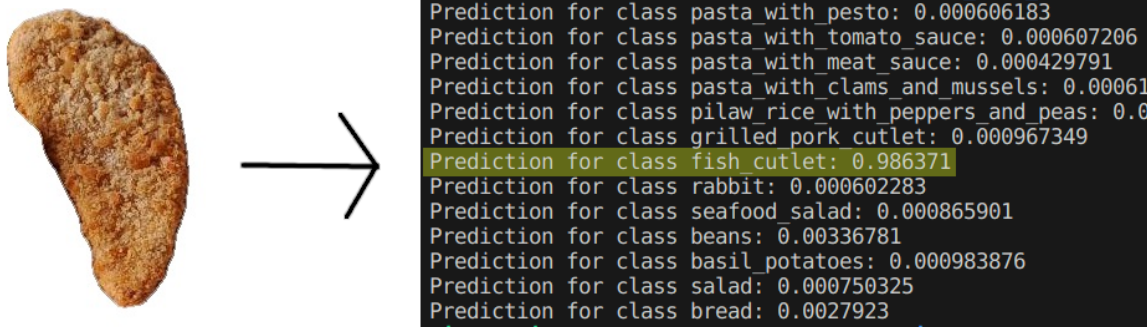 Prediction for class pasta_with_pesto: 0.000606183
Prediction for class pasta_with_tomato_sauce: 0.000607206
Prediction for class pasta_with_meat_sauce: 0.000429791
Prediction for class pasta_with_clams_and_mussels: 0.00061
Prediction for class pilaw_rice_with_peppers_and_peas: 0.0
Prediction for class grilled_pork_cutlet: 0.000967349
Prediction for class fish_cutlet: 0.986371
Prediction for class rabbit: 0.000602283
Prediction for class seafood_salad: 0.000865901
Prediction for class beans: 0.00336781
Prediction for class basil_potatoes: 0.000983876
Prediction for class salad: 0.000750325
Prediction for class bread: 0.0027923